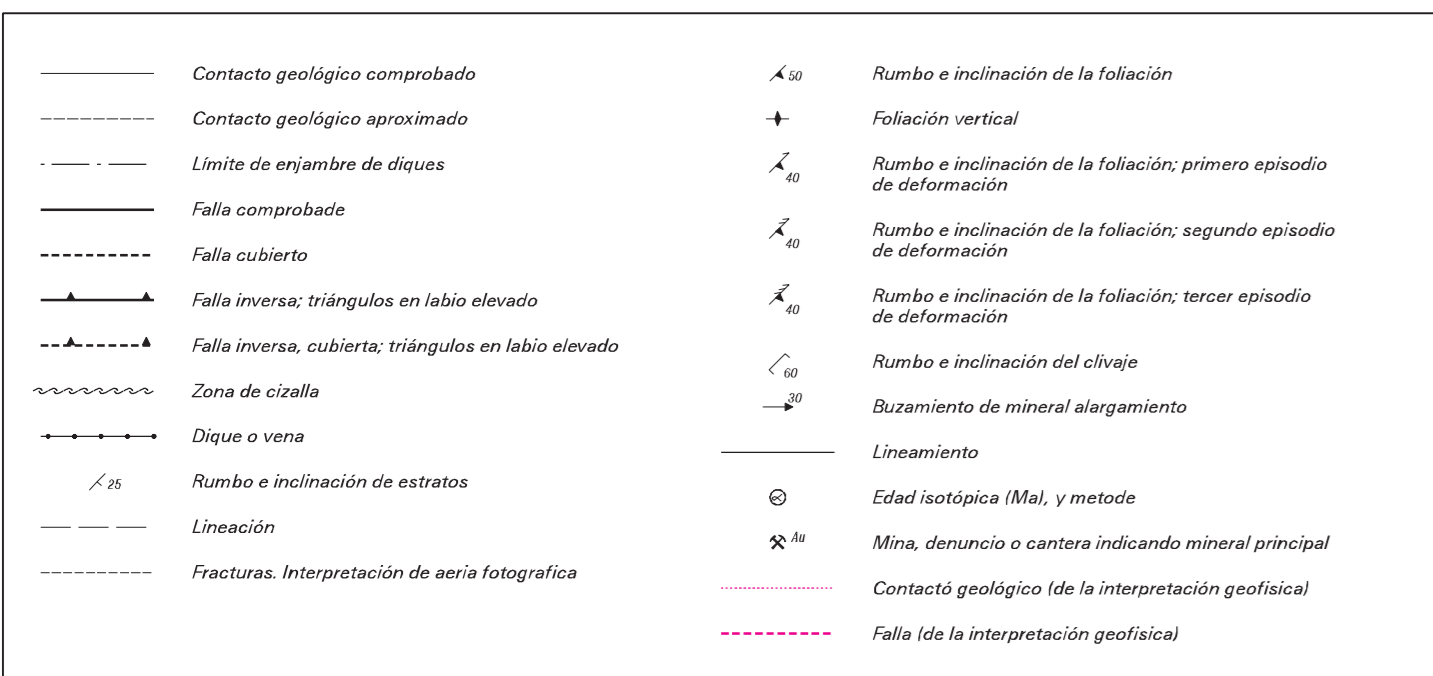 Contacto geológico comprobado
Contacto geológico aproximado
Límite de enjambre de diques
Falla comprobade
Falla cubierto
Falla inversa; triángulos en labio elevado
Falla inversa, cubierta; triángulos en labio elevado
Zona de cizalla
Dique o vena
25 Rumbo e inclinación de estratos
Lineación
Fracturas. Interpretación de aeria fotografica
50 Rumbo e inclinación de la foliación
Foliación vertical
40 Rumbo e inclinación de la foliación; primero episodio
de deformación
40 Rumbo e inclinación de la foliación; segundo episodio
de deformación
40 Rumbo e inclinación de la foliación; tercer episodio
de deformación
60 Rumbo e inclinación del clivaje
30 Buzamiento de mineral alargamiento
Lineamiento
Edad isotópica (Ma), y metode
Au Mina, denuncio o cantera indicando mineral principal
Contactó geológico (de la interpretación geofisica)
Falla (de la interpretación geofisica)